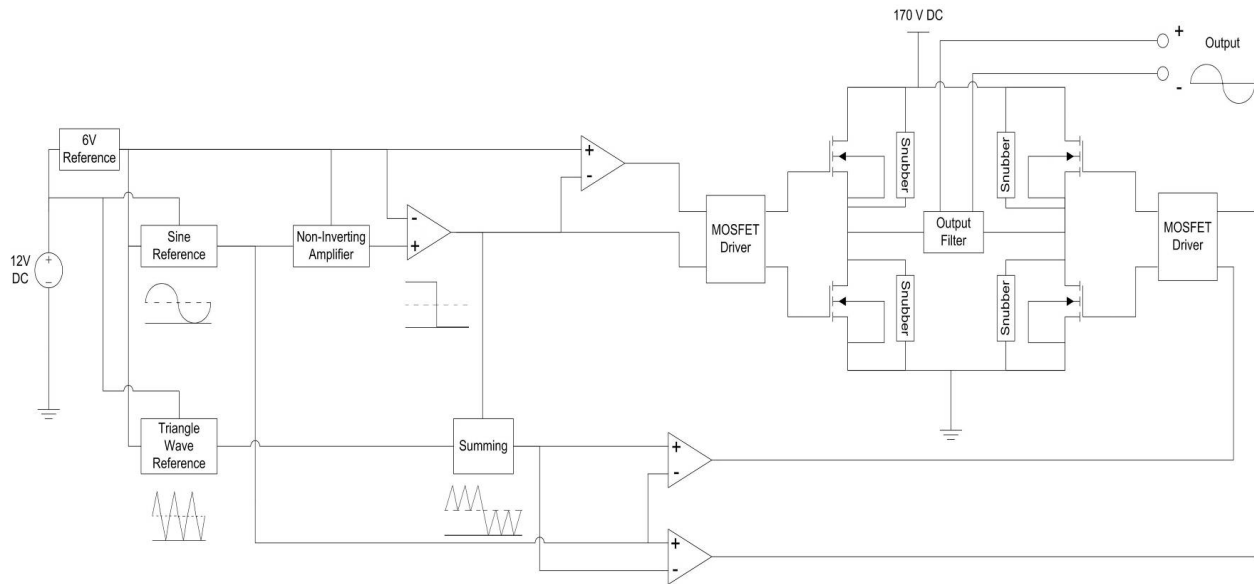 170 V DC
+
Output
-
6V
Reference
+
-
Snubber
Snubber
Sine
Reference
Non-Inverting
Amplifier
-
+
MOSFET
Driver
Output
Filter
MOSFET
Driver
12V
DC
+
-
Snubber
Snubber
Triangle
Wave
Reference
Summing
+
-
+
-